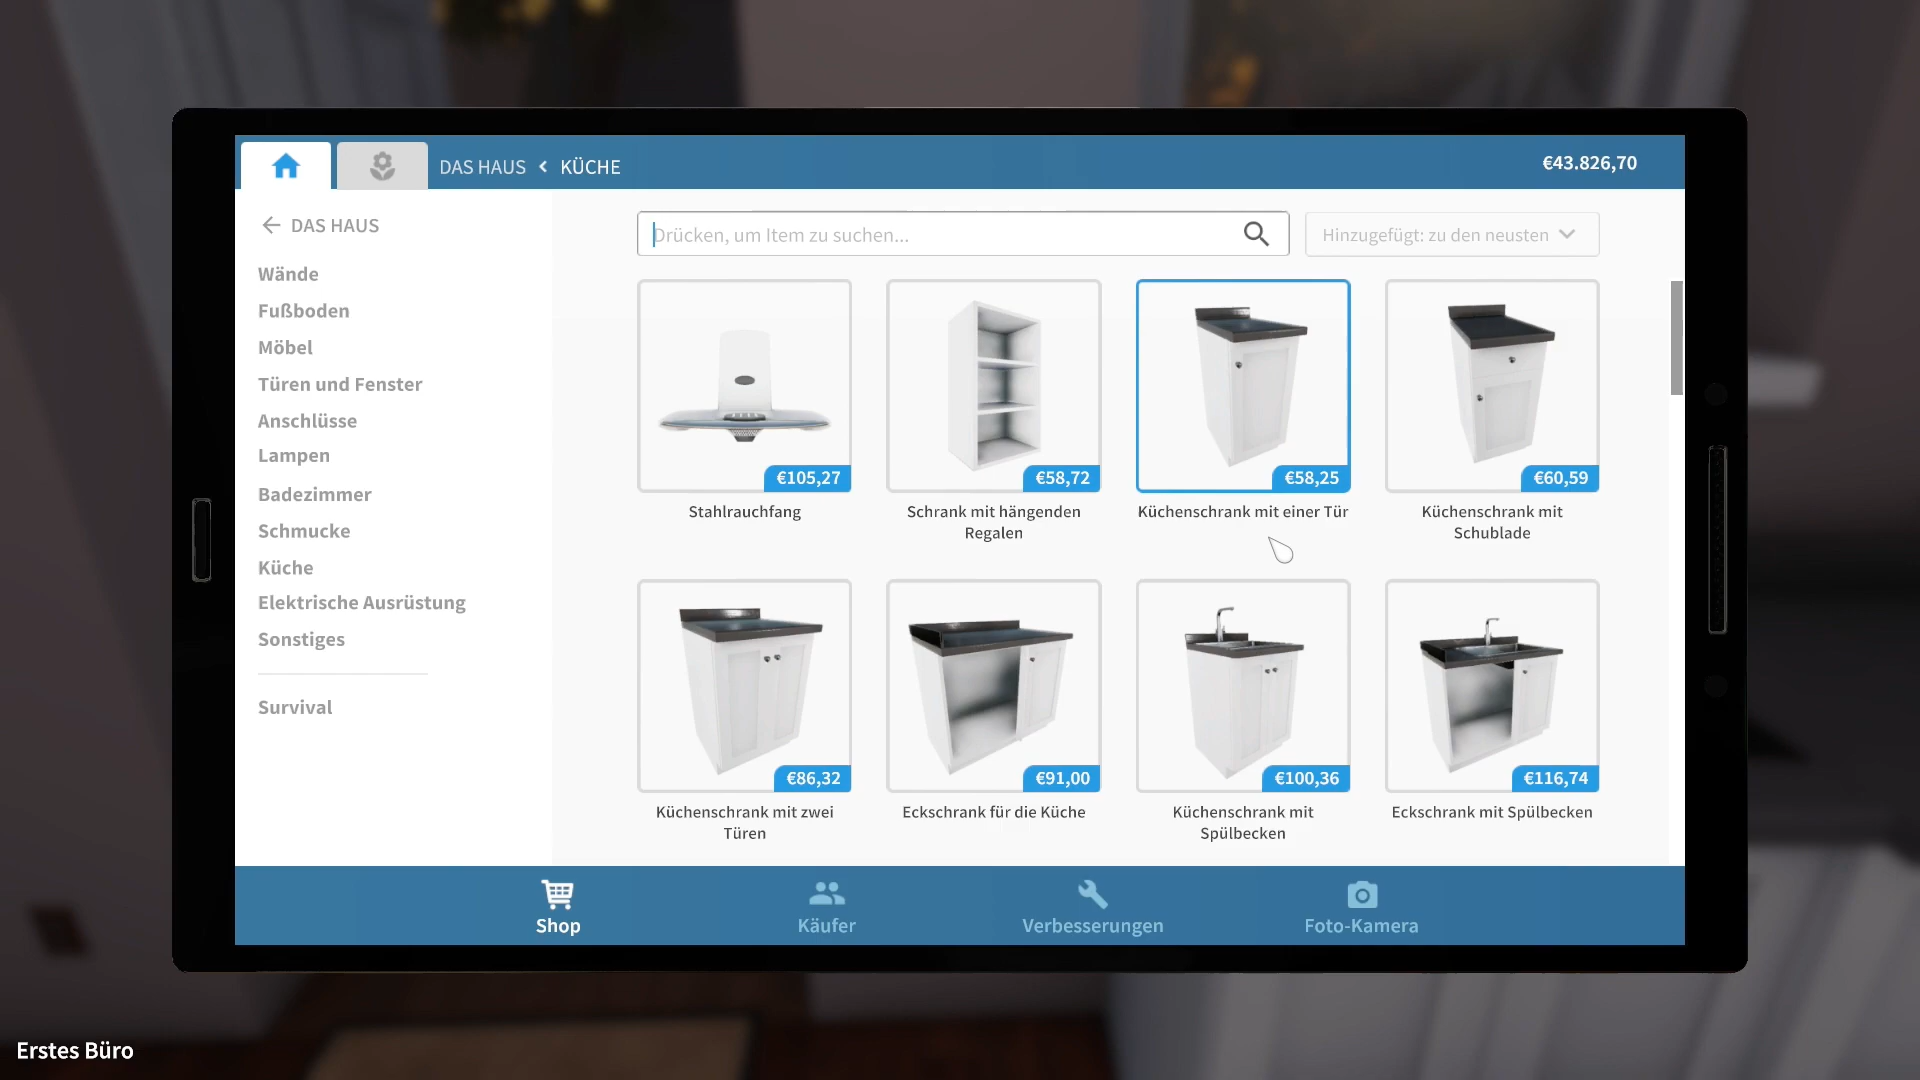 DAS HAUS
KÜCHE
€43.826,70
DAS HAUS
Wände
Fußboden
Möbel
Türen und Fenster
Anschlüsse
Lampen
Badezimmer
Schmucke
Küche
Elektrische Ausrüstung
Sonstiges
Survival
Drücken, um Item zu suchen...
Hinzugefügt: zu den neusten
€105,27
Stahlrauchfang
€58,72
Schrank mit hängenden
Regalen
€58,25
Küchenschrank mit einer Tür
€60,59
Küchenschrank mit
Schublade
€86,32
Küchenschrank mit zwei
Türen
€91,00
Eckschrank für die Küche
€100,36
Küchenschrank mit
Spülbecken
€116,74
Eckschrank mit Spülbecken
Shop
Käufer
Verbesserungen
Foto-Kamera
Erstes Büro